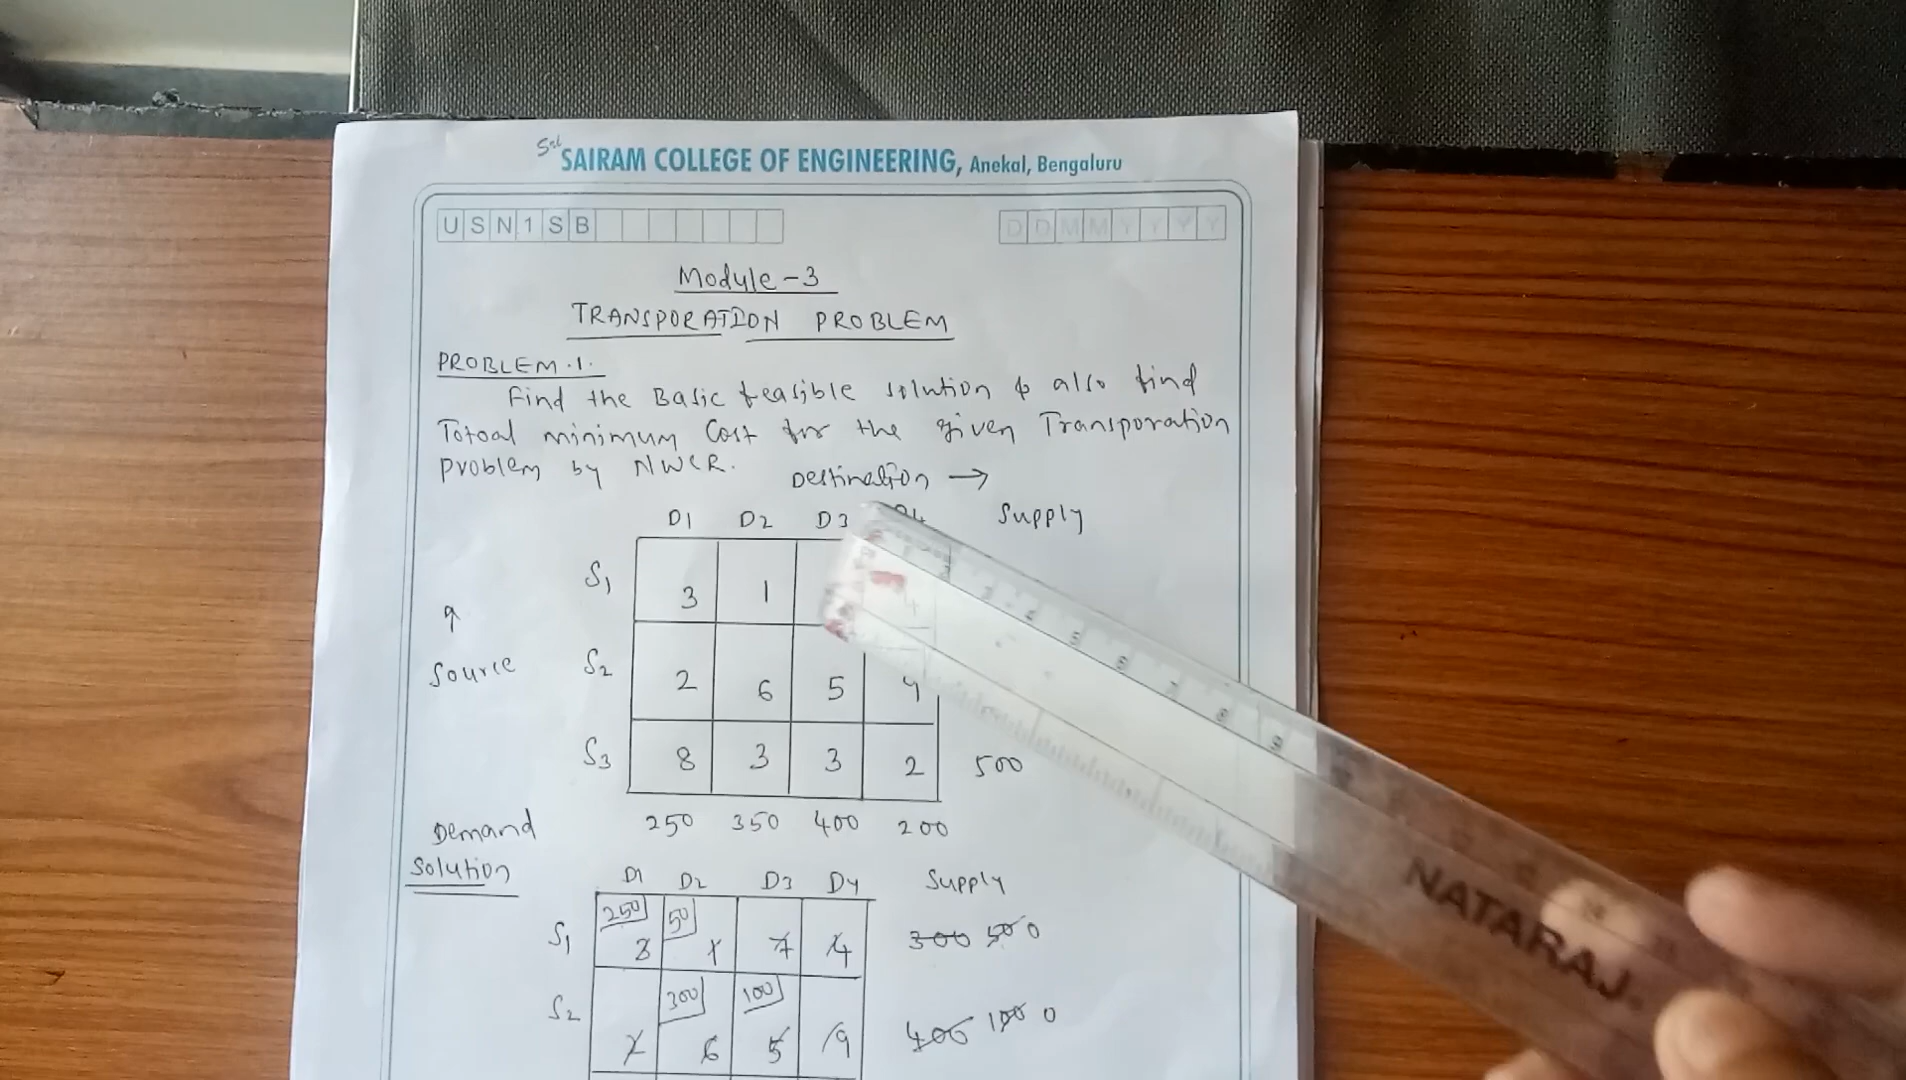 Sri
SAIRAM COLLEGE OF ENGINEERING, Anekal, Bengaluru
U S N 1 S B
D D M M Y Y Y Y
Module-3
TRANSPORATION PROBLEM
PROBLEM.1.
Find the Basic feasible solution & also find
Totoal minimum Cost for the given Transporation
problem by NWCR.
Destination →
D1 D2 D3 D4 Supply
S1 3 1
S2 2 6 5
Source
S3 8 3 3 2 500
Demand 250 350 400 200
Solution
D1 D2 D3 D4 Supply
250 50
S1 3 1 7 4 300 50 0
300 100
S2 2 6 5 9 400 100 0
NATARAJ